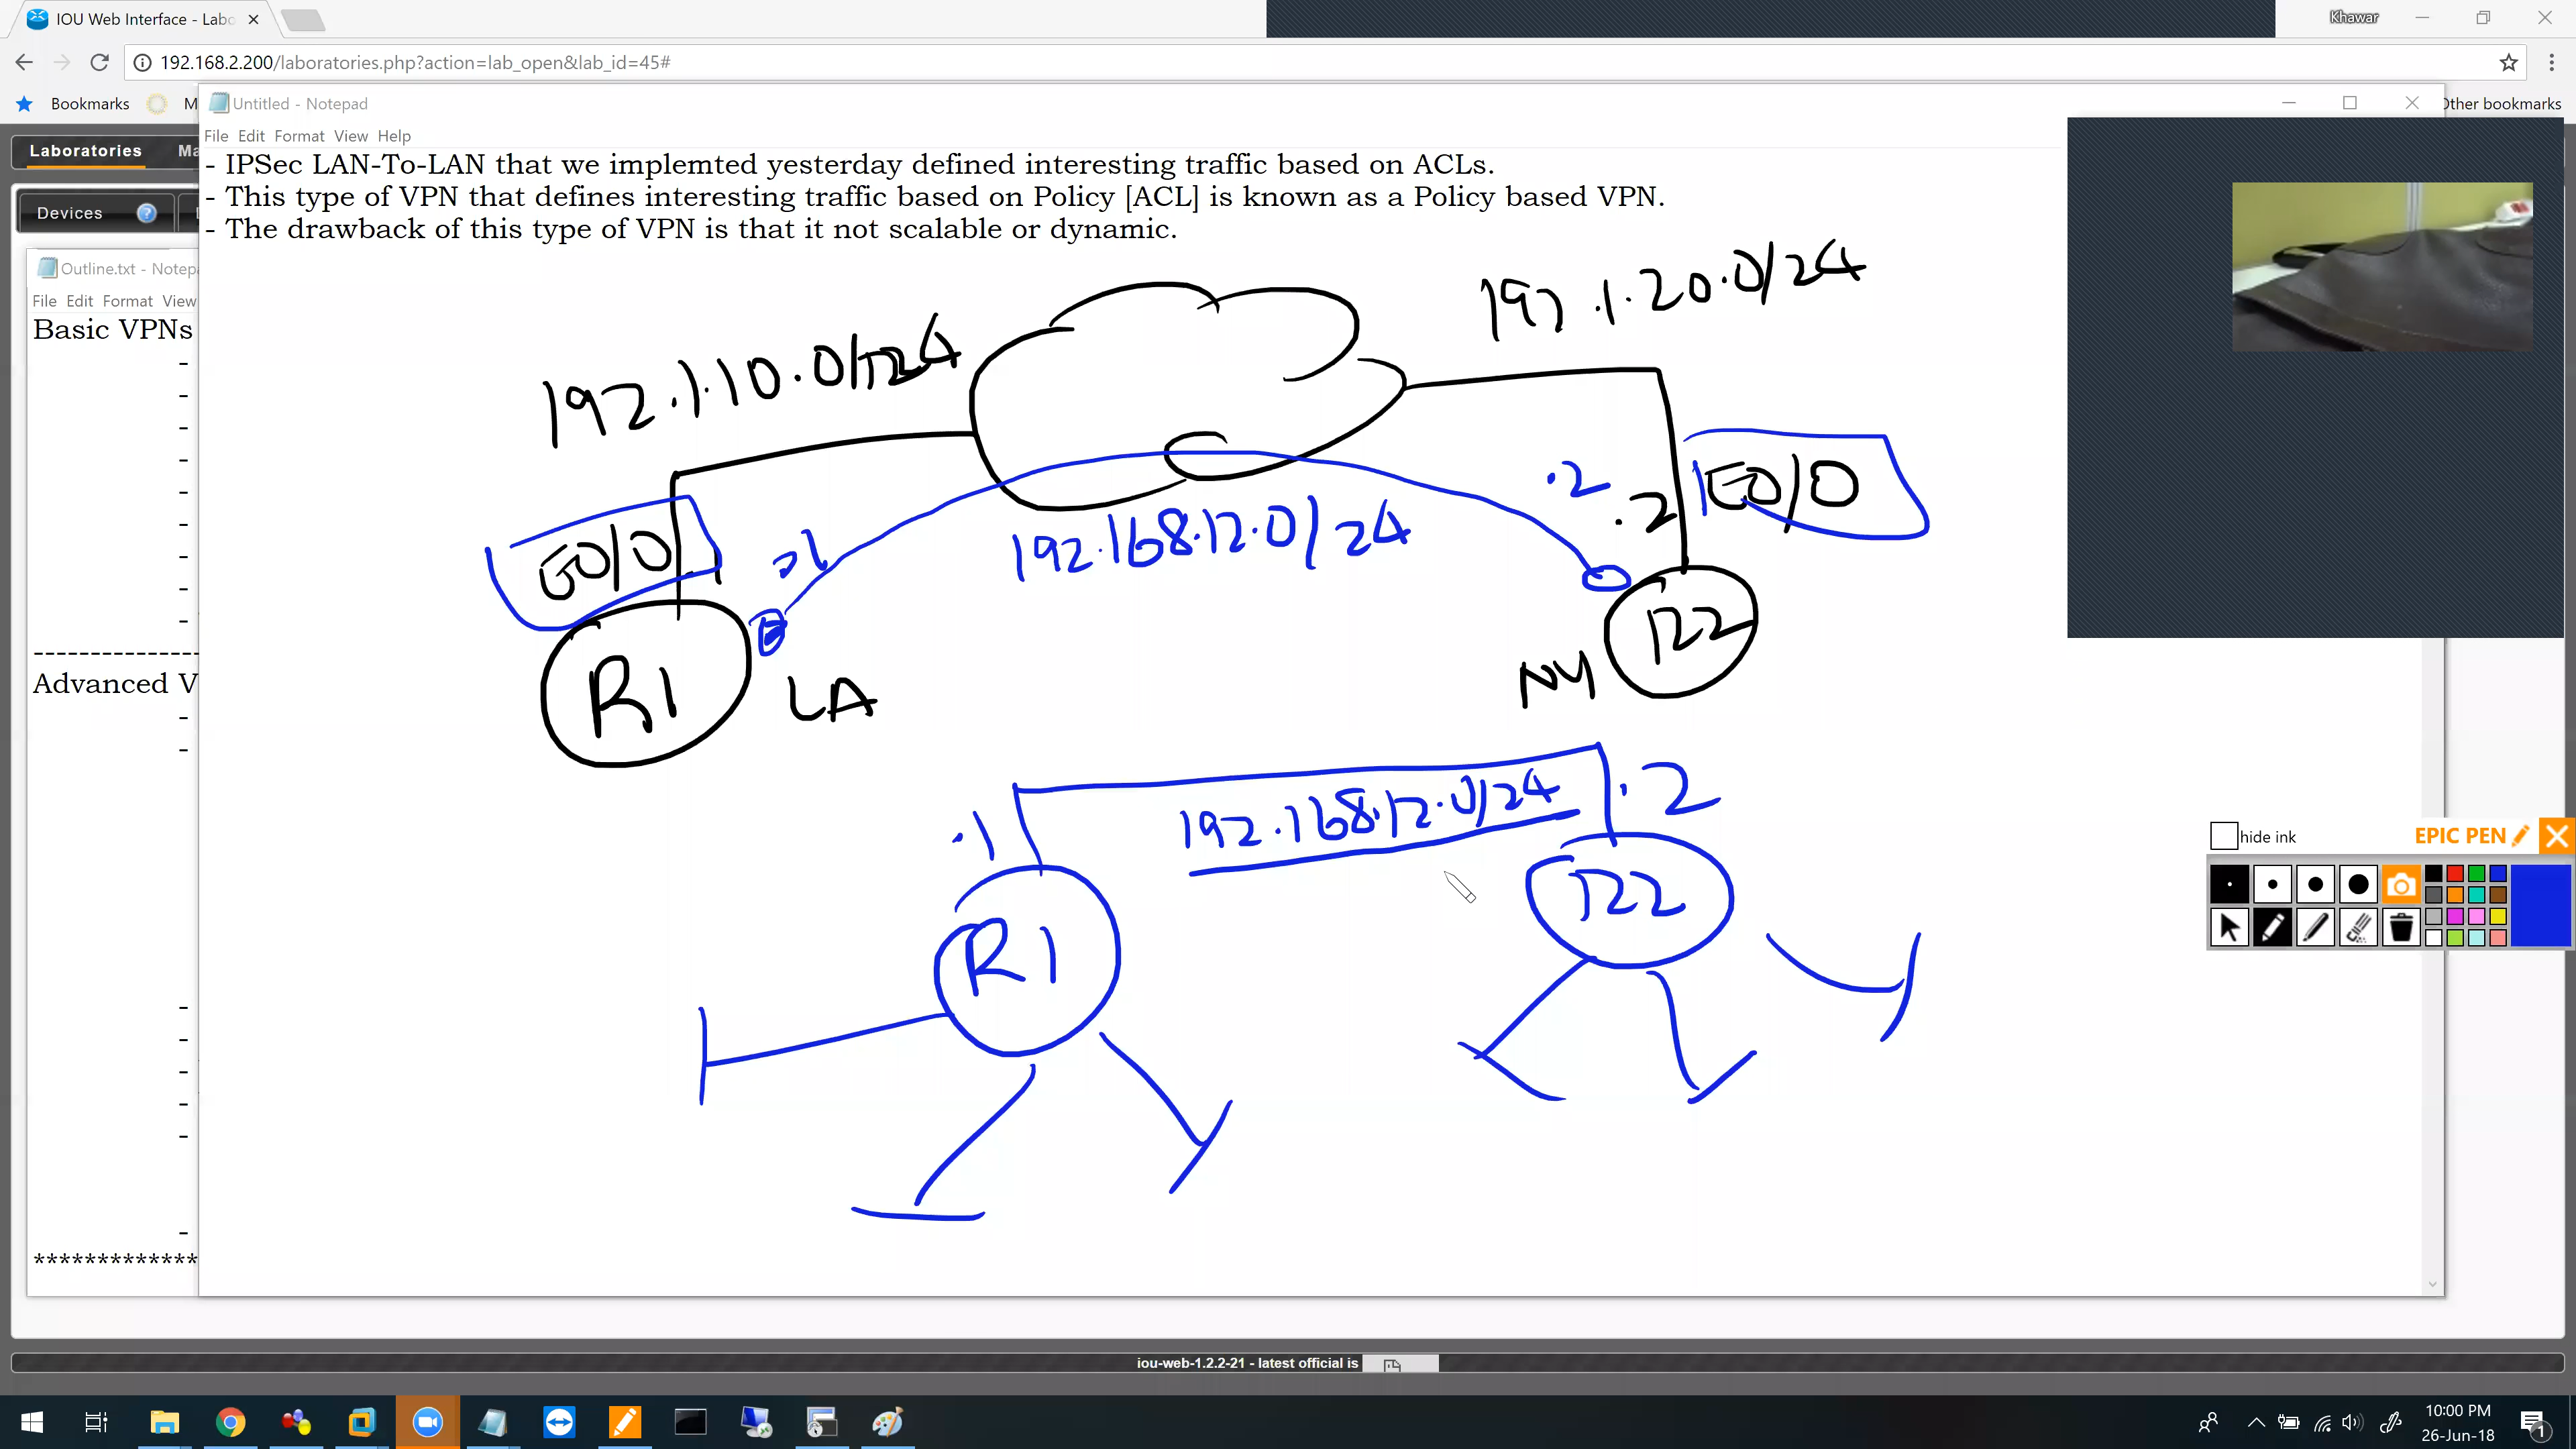 IOU Web Interface - Labo
Khawar
192.168.2.200/laboratories.php?action=lab_open&lab_id=45#
Bookmarks
M
Other bookmarks
Untitled - Notepad
File Edit Format View Help
Laboratories
Ma
Devices
- IPSec LAN-To-LAN that we implemted yesterday defined interesting traffic based on ACLs.
- This type of VPN that defines interesting traffic based on Policy [ACL] is known as a Policy based VPN.
- The drawback of this type of VPN is that it not scalable or dynamic.
Outline.txt - Notepa
File Edit Format View
Basic VPNs
-
-
-
-
-
-
-
-
-
---------------
Advanced V
-
-
-
-
-
-
-
-
*************
192.1.10.0/24
192.1.20.0/24
E0/0
.1
.1
192.168.12.0/24
.2
.2
E0/0
R1
LA
NY
R2
.1
192.168.12.0/24
.2
R1
R2
hide ink
EPIC PEN
iou-web-1.2.2-21 - latest official is
10:00 PM
26-Jun-18
1